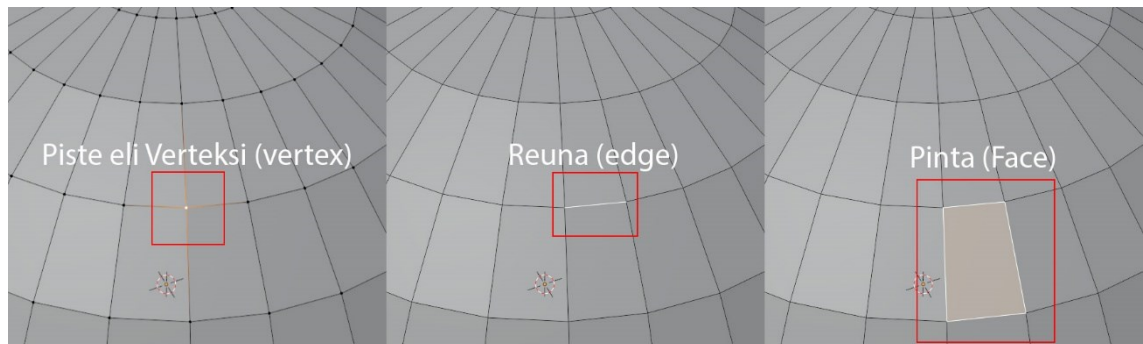 Piste eli Verteksi (vertex)
Reuna (edge)
Pinta (Face)